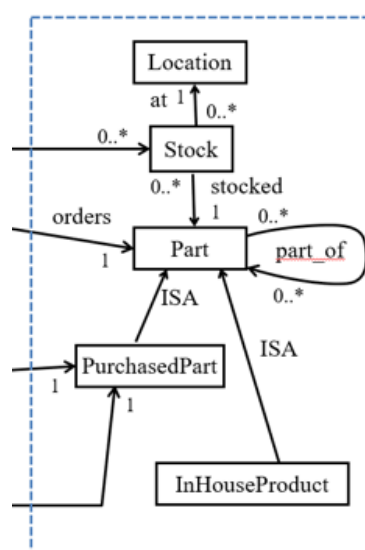 Location
at 1
0..*
0..*
Stock
0..*
stocked
1
orders
0..*
1
Part
part_of
0..*
ISA
ISA
PurchasedPart
1
1
InHouseProduct